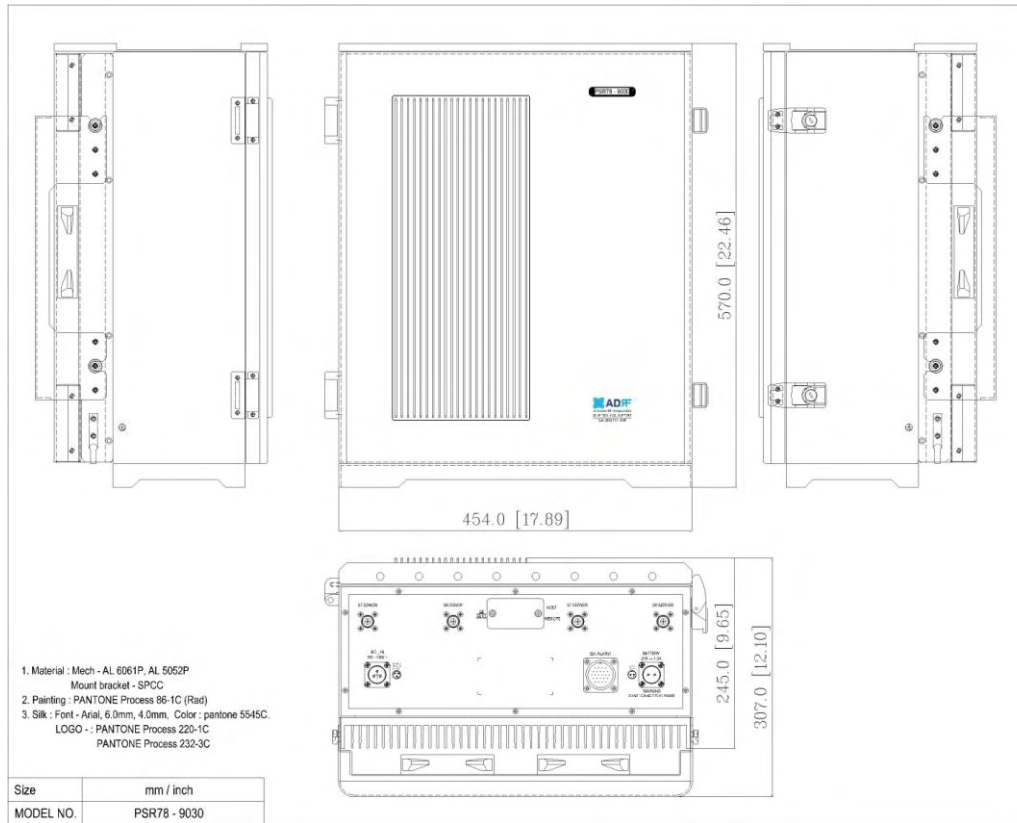 PSR78 - 9030
570.0 [22.46]
ADRF
454.0 [17.89]
HOST
REMOTE
BATTERY
WARNING
245.0 [9.65]
307.0 [12.10]
1. Material : Mech - AL 6061P, AL 5052P
Mount bracket - SPCC
2. Painting : PANTONE Process 86-1C (Rad)
3. Silk : Font - Arial, 6.0mm, 4.0mm, Color : pantone 5545C.
LOGO - : PANTONE Process 220-1C
PANTONE Process 232-3C
Size mm / inch
MODEL NO. PSR78 - 9030